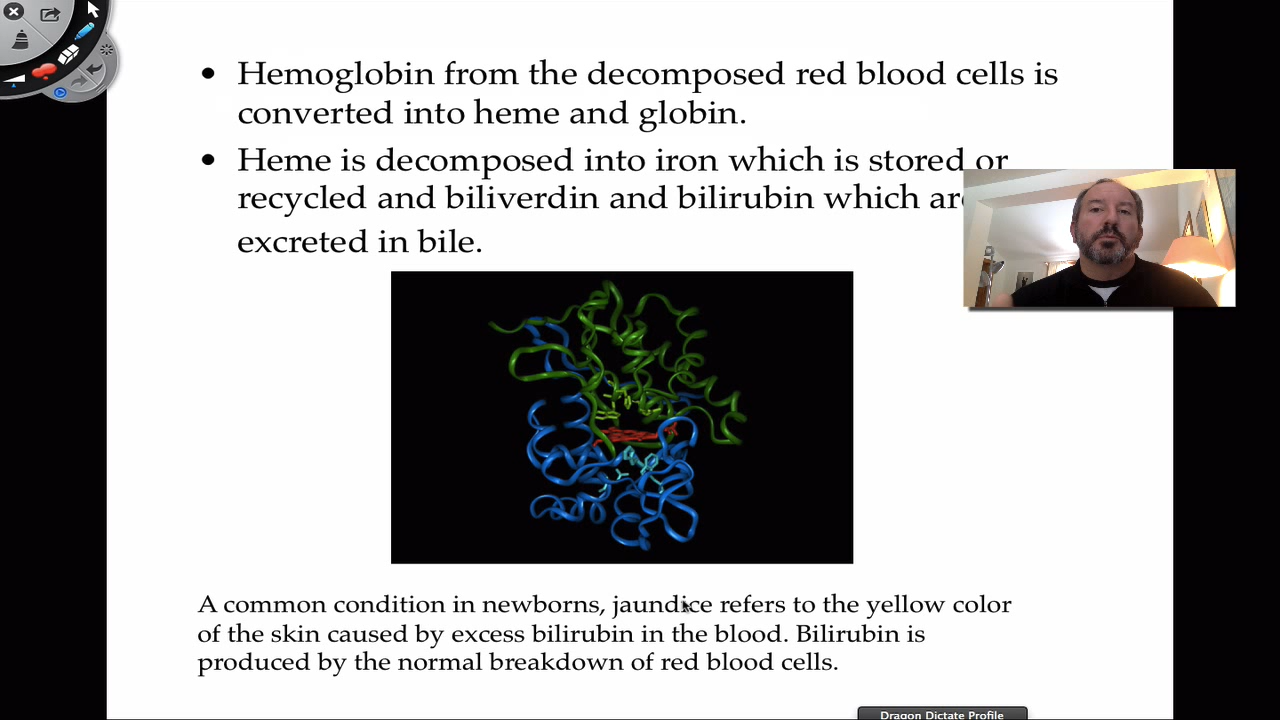 • Hemoglobin from the decomposed red blood cells is
converted into heme and globin.
• Heme is decomposed into iron which is stored or
recycled and biliverdin and bilirubin which are
excreted in bile.
A common condition in newborns, jaundice refers to the yellow color
of the skin caused by excess bilirubin in the blood. Bilirubin is
produced by the normal breakdown of red blood cells.
Dragon Dictate Profile